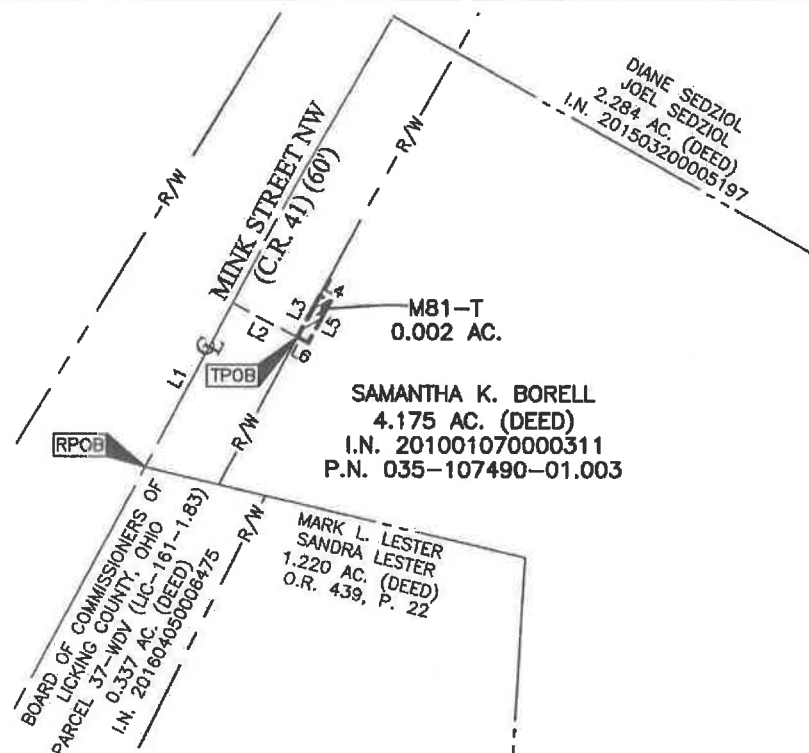 DIANE SEDZIOL
JOEL SEDZIOL
2.284 AC. (DEED)
I.N. 201503200005197
R/W
R/W
MINK STREET NW
(C.R. 41) (60')
L3
4
L5
L2
L6
M81-T
0.002 AC.
TPOB
L1
RPOB
R/W
SAMANTHA K. BORELL
4.175 AC. (DEED)
I.N. 201001070000311
P.N. 035-107490-01.003
BOARD OF COMMISSIONERS OF
LICKING COUNTY, OHIO
PARCEL 37-WDV (LIC-161-1.83)
0.337 AC. (DEED)
I.N. 201604050006475
R/W
MARK L. LESTER
SANDRA LESTER
1.220 AC. (DEED)
O.R. 439, P. 22